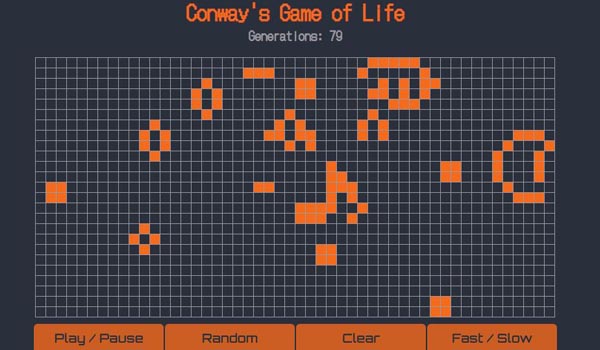 Conway's Game of Life
Generations: 79
Play / Pause
Random
Clear
Fast / Slow